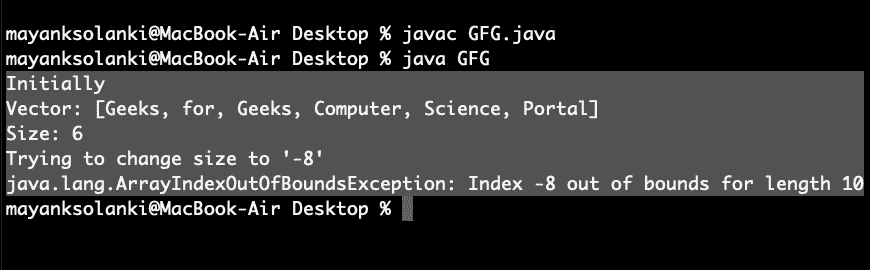 mayanksolanki@MacBook-Air Desktop % javac GFG.java
mayanksolanki@MacBook-Air Desktop % java GFG
Initially
Vector: [Geeks, for, Geeks, Computer, Science, Portal]
Size: 6
Trying to change size to '-8'
java.lang.ArrayIndexOutOfBoundsException: Index -8 out of bounds for length 10
mayanksolanki@MacBook-Air Desktop %